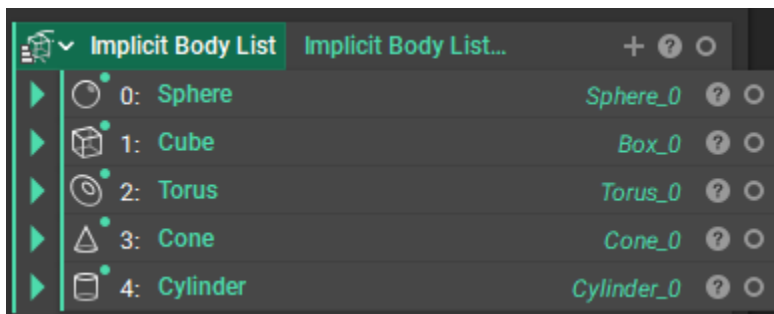 Implicit Body List Implicit Body List... + ?
0: Sphere Sphere_0 ?
1: Cube Box_0 ?
2: Torus Torus_0 ?
3: Cone Cone_0 ?
4: Cylinder Cylinder_0 ?